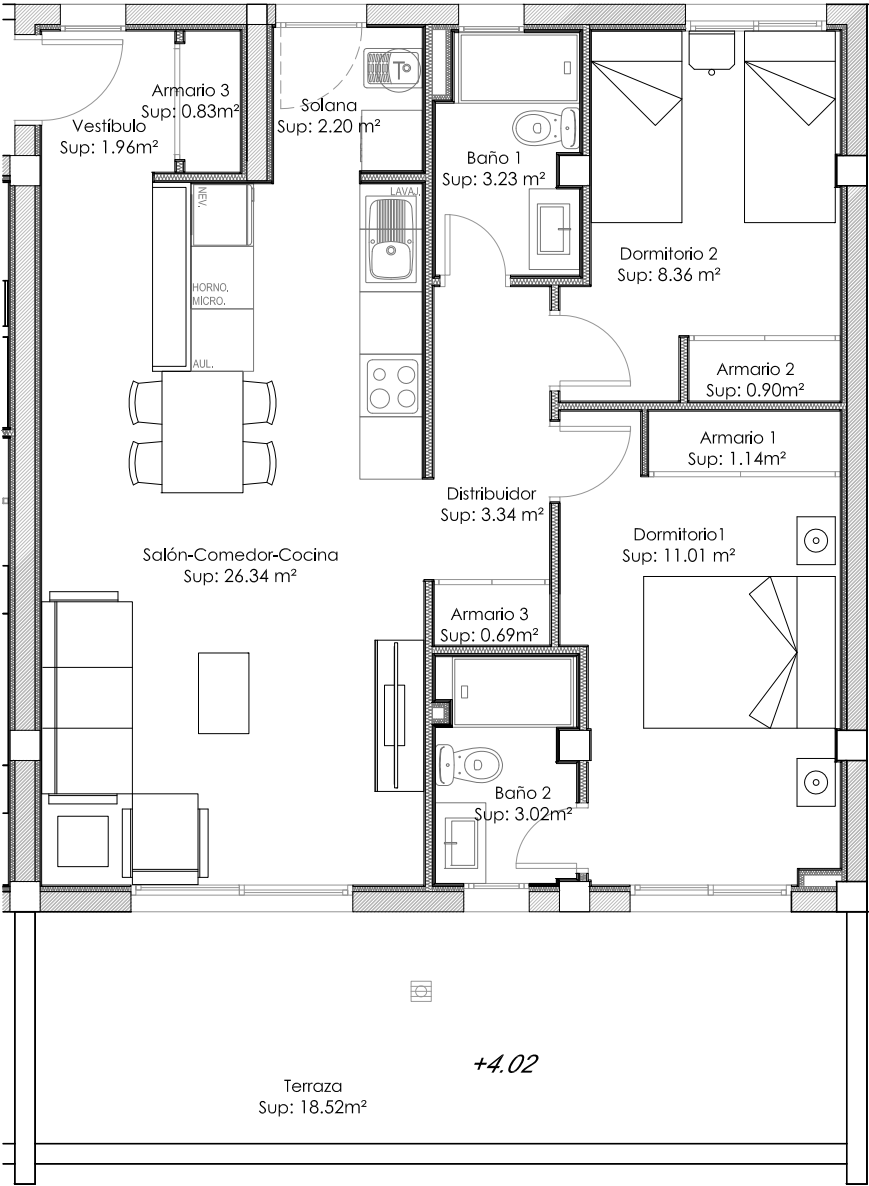 Armario 3
Sup: 0.83m²
Vestíbulo
Sup: 1.96m²
Solana
Sup: 2.20 m²
T°
Baño 1
Sup: 3.23 m²
NEV.
LAVAJ.
HORNO.
MICRO.
AUL.
Dormitorio 2
Sup: 8.36 m²
Armario 2
Sup: 0.90m²
Armario 1
Sup: 1.14m²
Distribuidor
Sup: 3.34 m²
Dormitorio1
Sup: 11.01 m²
Salón-Comedor-Cocina
Sup: 26.34 m²
Armario 3
Sup: 0.69m²
Baño 2
Sup: 3.02m²
+4.02
Terraza
Sup: 18.52m²